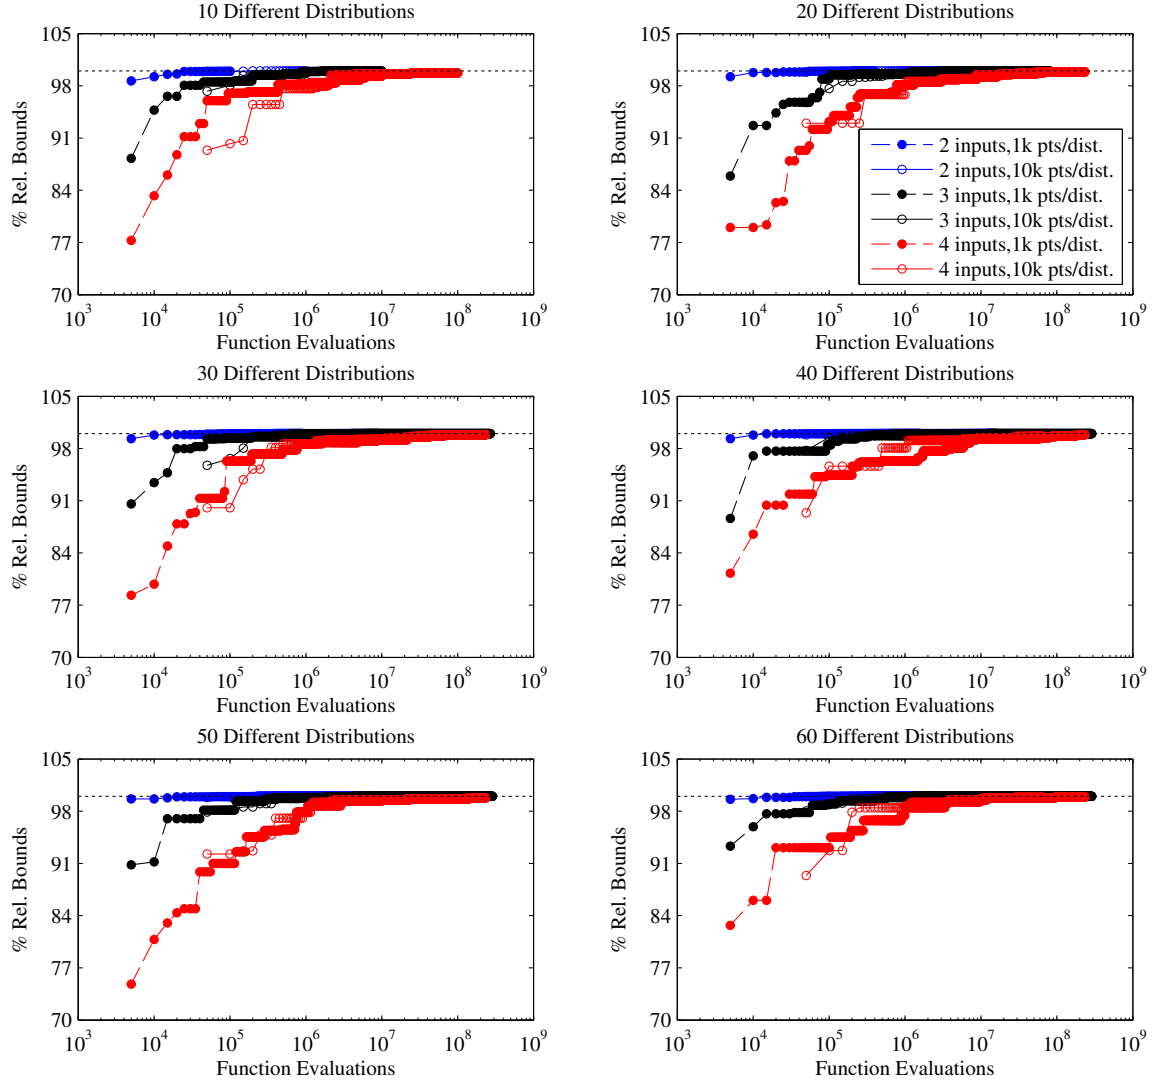 10 Different Distributions
105
98
91
84
77
70
% Rel. Bounds
10^3 10^4 10^5 10^6 10^7 10^8 10^9
Function Evaluations
20 Different Distributions
105
98
91
84
77
70
% Rel. Bounds
2 inputs,1k pts/dist.
2 inputs,10k pts/dist.
3 inputs,1k pts/dist.
3 inputs,10k pts/dist.
4 inputs,1k pts/dist.
4 inputs,10k pts/dist.
10^3 10^4 10^5 10^6 10^7 10^8 10^9
Function Evaluations
30 Different Distributions
105
98
91
84
77
70
% Rel. Bounds
10^3 10^4 10^5 10^6 10^7 10^8 10^9
Function Evaluations
40 Different Distributions
105
98
91
84
77
70
% Rel. Bounds
10^3 10^4 10^5 10^6 10^7 10^8 10^9
Function Evaluations
50 Different Distributions
105
98
91
84
77
70
% Rel. Bounds
10^3 10^4 10^5 10^6 10^7 10^8 10^9
Function Evaluations
60 Different Distributions
105
98
91
84
77
70
% Rel. Bounds
10^3 10^4 10^5 10^6 10^7 10^8 10^9
Function Evaluations